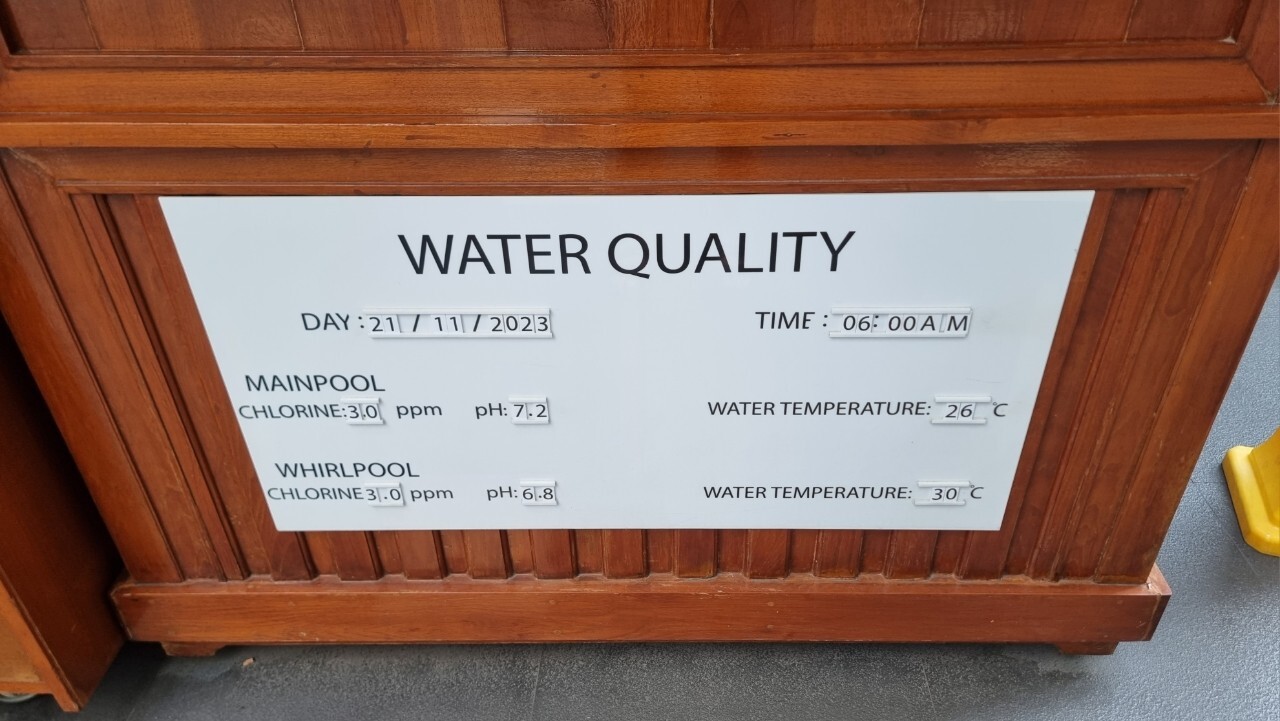 WATER QUALITY
DAY : 21 / 11 / 2023 TIME : 06: 00 A M
MAINPOOL
CHLORINE: 3.0 ppm pH: 7.2 WATER TEMPERATURE: 26 °C
WHIRLPOOL
CHLORINE 3.0 ppm pH: 6.8 WATER TEMPERATURE: 30 °C